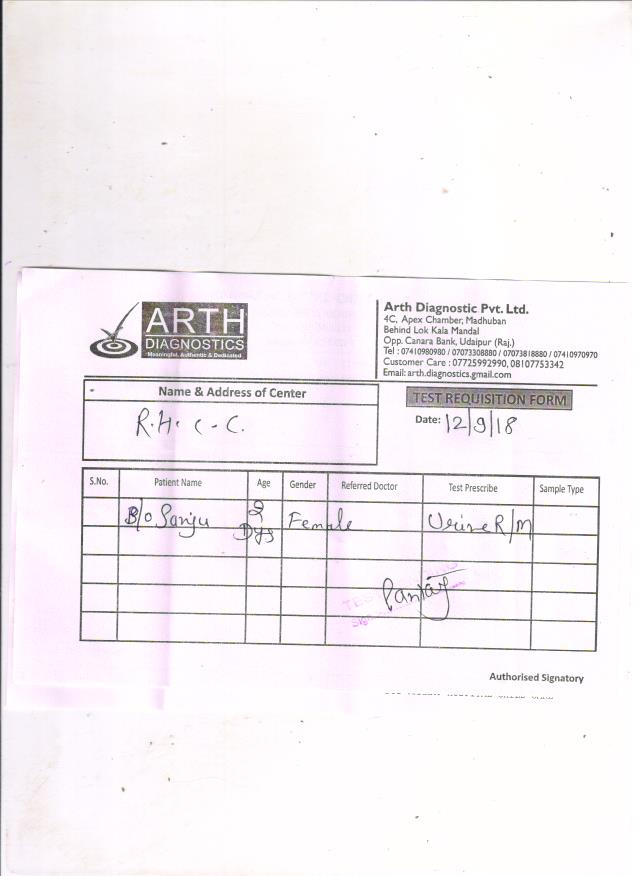 ARTH
DIAGNOSTICS
Meaningful, Authentic & Dedicated
Arth Diagnostic Pvt. Ltd.
4C, Apex Chamber, Madhuban
Behind Lok Kala Mandal
Opp. Canara Bank, Udaipur (Raj.)
Tel : 07410980980 / 07073308880 / 07073818880 / 07410970970
Customer Care : 07725992990, 08107753342
Email: arth.diagnostics.gmail.com
Name & Address of Center
R.H. C - C.
TEST REQUISITION FORM
Date: 12/9/18
S.No. Patient Name Age Gender Referred Doctor Test Prescribe Sample Type
B/o Sanju 2 Dys Female Urine R/M
Pankaj
Authorised Signatory